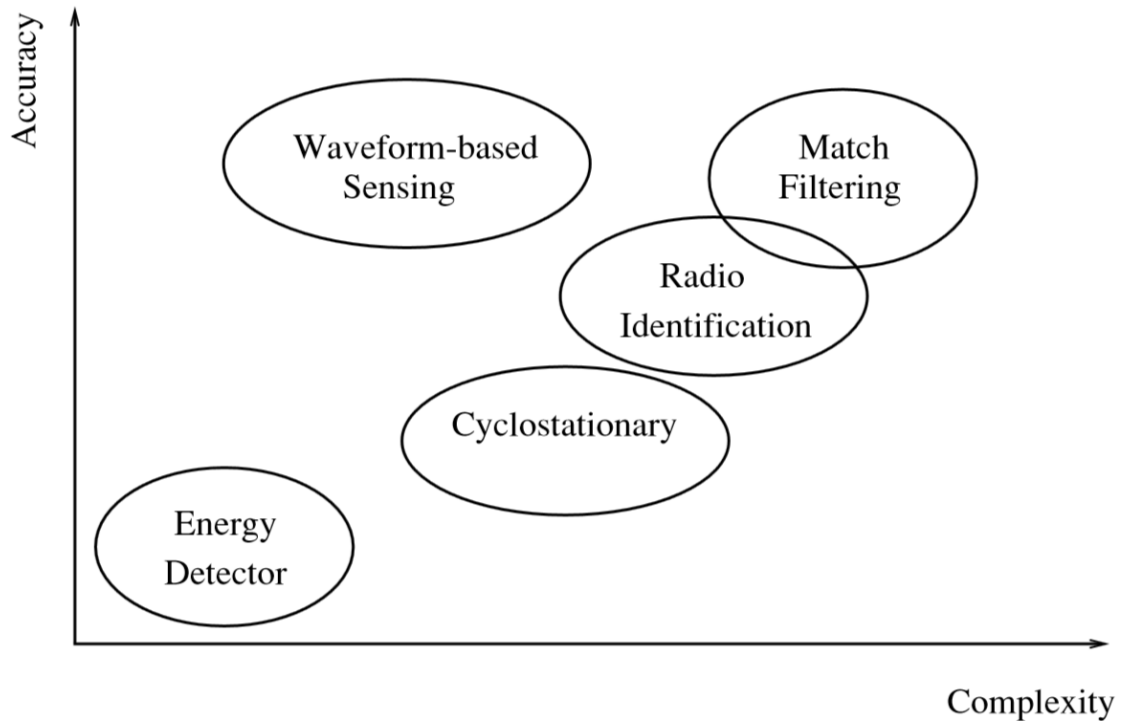 Accuracy
Waveform-based
Sensing
Match
Filtering
Radio
Identification
Cyclostationary
Energy
Detector
Complexity